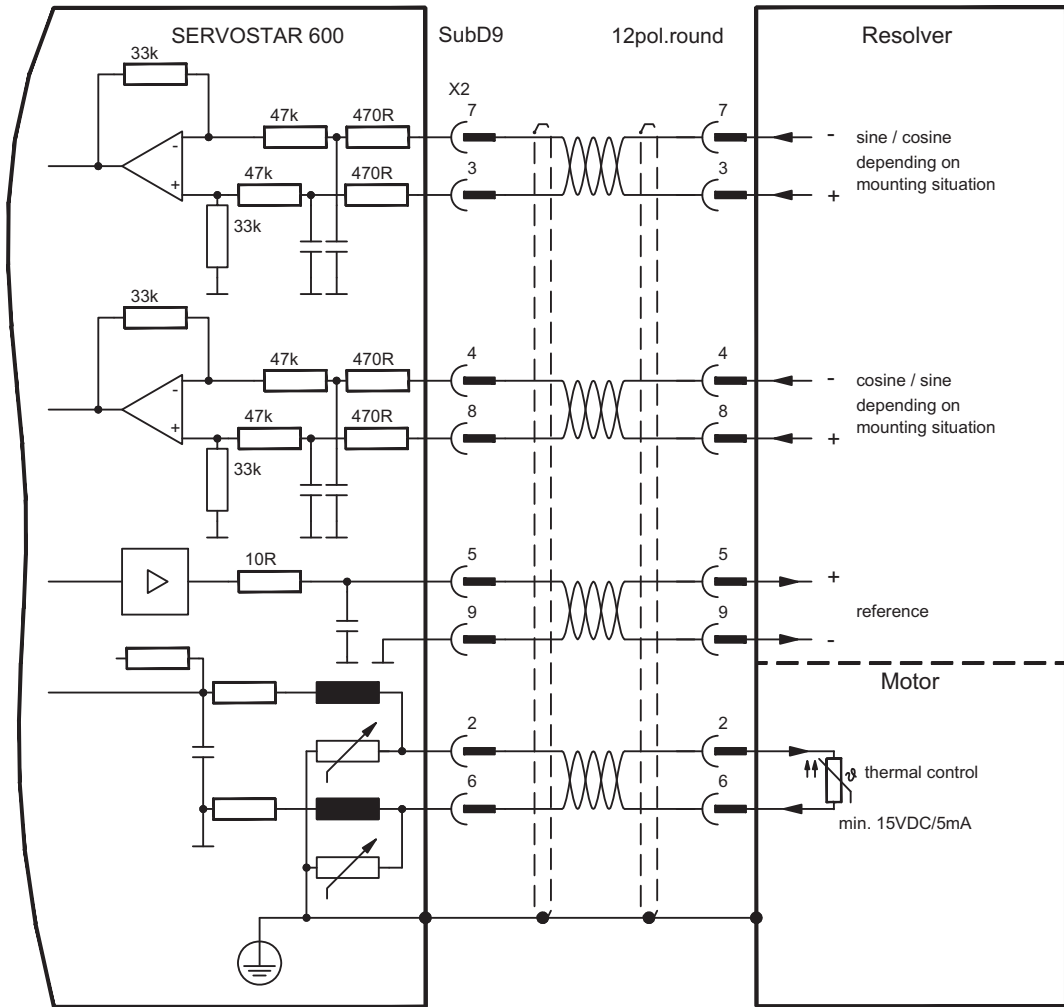 SERVOSTAR 600
SubD9
12pol.round
Resolver
33k
X2
47k
470R
7
7
-
sine / cosine
depending on
mounting situation
-
+
47k
470R
3
3
+
33k
33k
47k
470R
4
4
-
cosine / sine
depending on
mounting situation
-
+
47k
470R
8
8
+
33k
10R
5
5
+
reference
9
9
-
Motor
2
2
ϑ thermal control
6
6
min. 15VDC/5mA